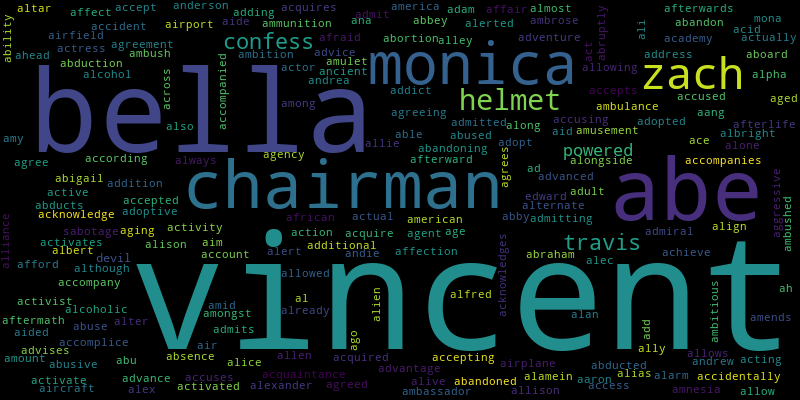 altar affect accept anderson adding acquires america adam affair almost afterwards
ability accident airport aide ammunition ana admit abbey ambrose abandon mona
airfield agreement confess afraid abortion alley alerted adventure act abruptly ali academy acid actually
ahead actress ambush ambition advice monica allowing address aboard
abduction actor amulet ancient zach alpha
alcohol across accompanied andrea addict helmet accepts accused aged
bella among agreeing ambulance aang
also admitted along accusing adopted afterlife
amy able abused aid amusement albright
according always agency allie abandoning adopt powered ace alone
agree chairman afterward agrees alongside abe accompanies
abigail addition ad advanced aggressive
active accepted edward adult ambushed
abducts adoptive african actual american abby alternate
acknowledge admitting
alliance sabotage aging activity action acquire agent age travis admiral align
activates alison aim additional affection
albert account alert andie acknowledges abraham achieve
afford although devil allowed alec
accompany vincent ah
activist alcoholic amid al already alien alfred ambitious
aftermath alter amongst alan amends
aided abuse admits ago add
accomplice air ally
advises absence allen acquired accepting allows
amount abusive abu alice advantage airplane abducted andrew acting
acquaintance alias alarm accidentally
activate advance accuses agreed alive abandoned alamein aaron
aircraft alex activated alexander ambassador allison access amnesia allow